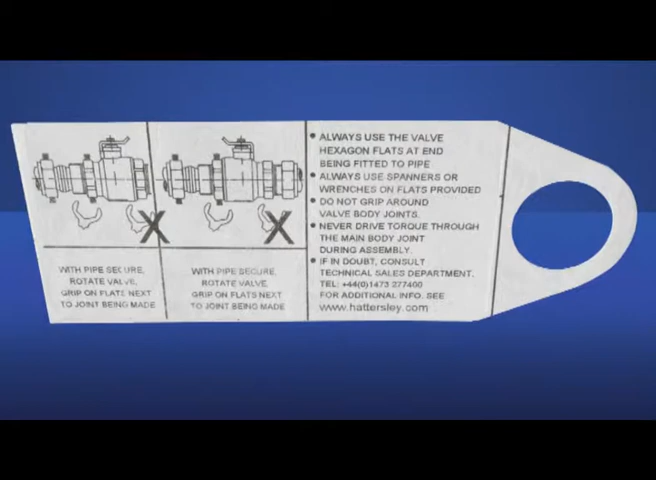 WITH PIPE SECURE,
ROTATE VALVE,
GRIP ON FLATS NEXT
TO JOINT BEING MADE
WITH PIPE SECURE,
ROTATE VALVE,
GRIP ON FLATS NEXT
TO JOINT BEING MADE
• ALWAYS USE THE VALVE
HEXAGON FLATS AT END
BEING FITTED TO PIPE
• ALWAYS USE SPANNERS OR
WRENCHES ON FLATS PROVIDED
• DO NOT GRIP AROUND
VALVE BODY JOINTS.
• NEVER DRIVE TORQUE THROUGH
THE MAIN BODY JOINT
DURING ASSEMBLY.
• IF IN DOUBT, CONSULT
TECHNICAL SALES DEPARTMENT.
TEL: +44(0)1473 277400
FOR ADDITIONAL INFO. SEE
www.hattersley.com